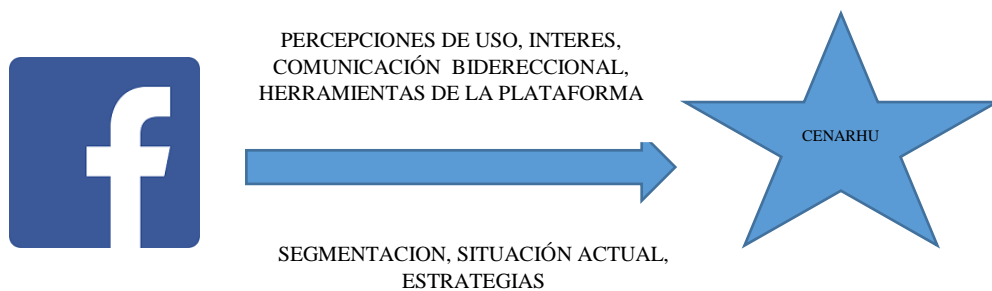 PERCEPCIONES DE USO, INTERES,
COMUNICACIÓN BIDERECCIONAL,
HERRAMIENTAS DE LA PLATAFORMA
f
CENARHU
SEGMENTACION, SITUACIÓN ACTUAL,
ESTRATEGIAS